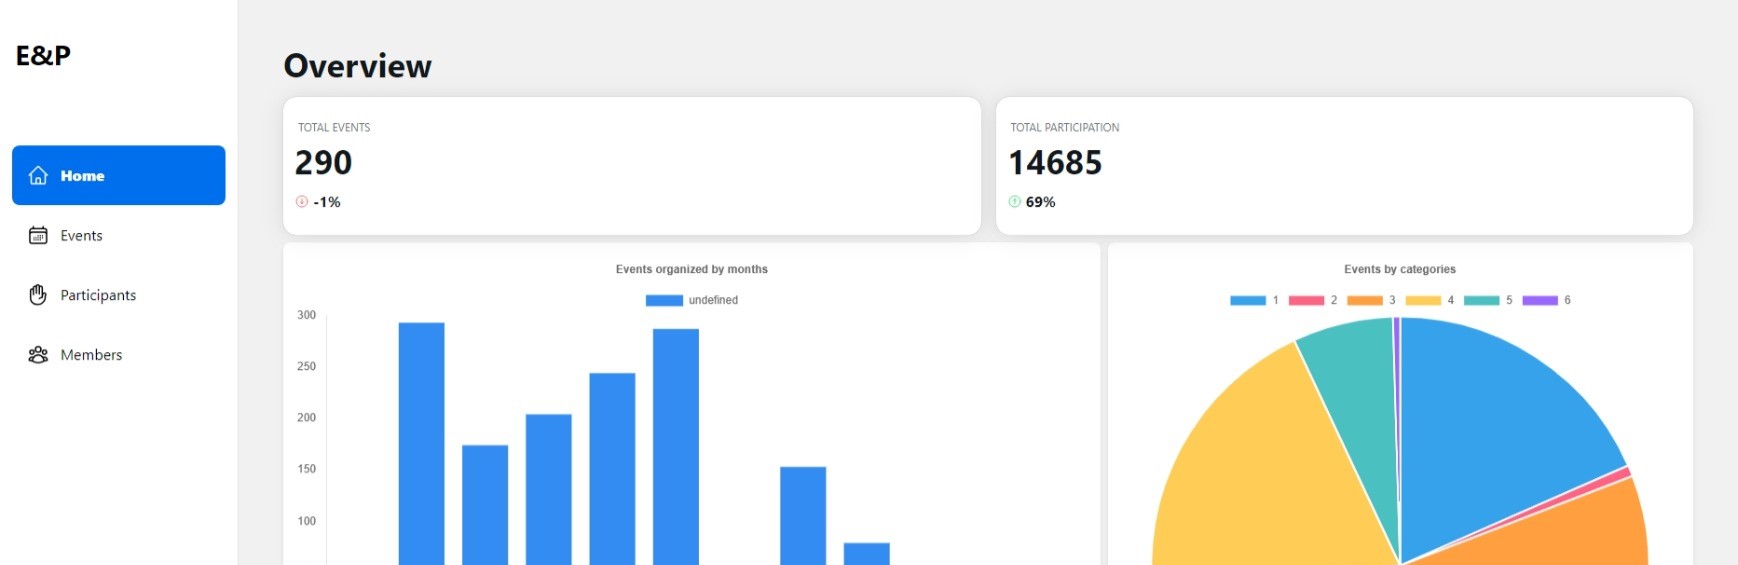 E&P
Home
Events
Participants
Members
Overview
TOTAL EVENTS
290
-1%
TOTAL PARTICIPATION
14685
69%
Events organized by months
undefined
300
250
200
150
100
Events by categories
1 2 3 4 5 6